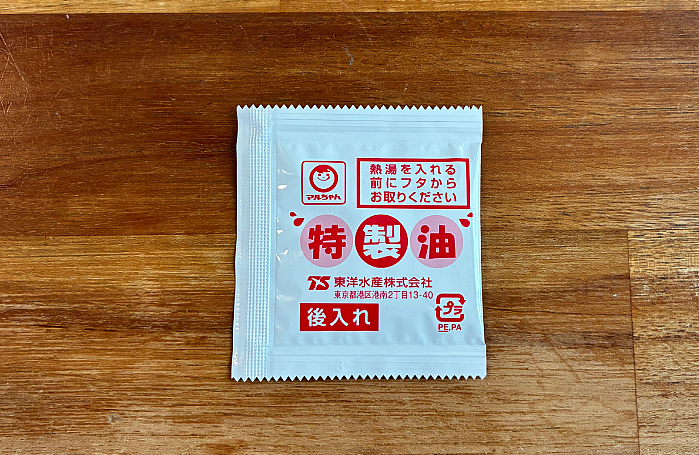 マルちゃん
熱湯を入れる
前にフタから
お取りください
特製油
TS 東洋水産株式会社
東京都港区港南2丁目13-40
後入れ
プラ
PE,PA